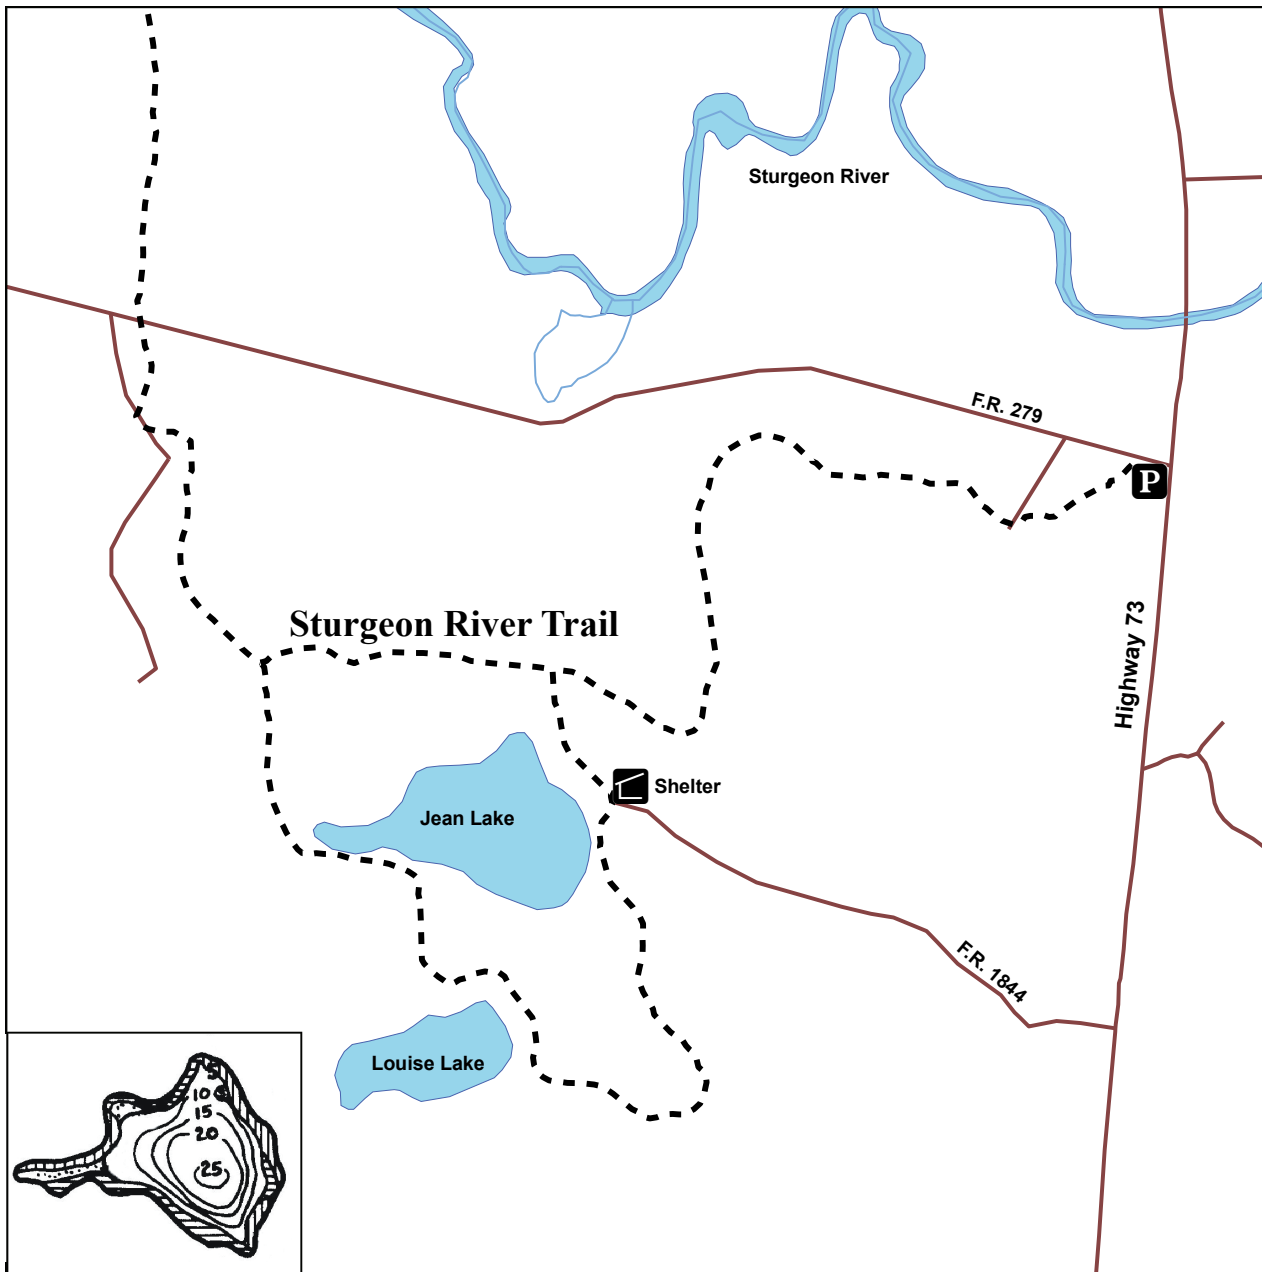 Sturgeon River
F.R. 279
P
Sturgeon River Trail
Highway 73
Shelter
Jean Lake
F.R. 1844
Louise Lake
5
10
15
20
25